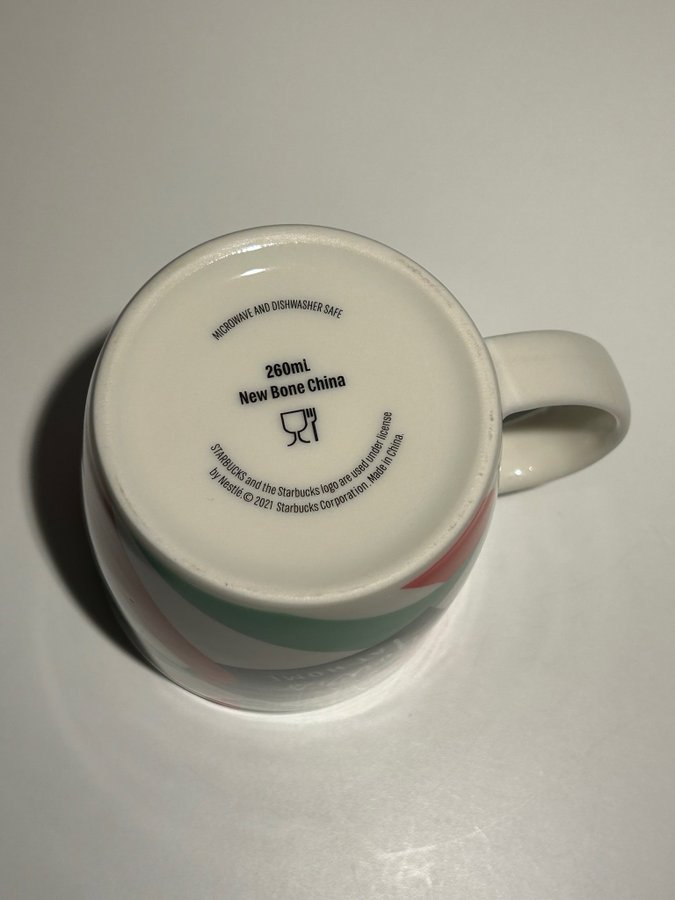 MICROWAVE AND DISHWASHER SAFE
260mL
New Bone China
STARBUCKS and the Starbucks logo are used under license
by Nestlé. © 2021 Starbucks Corporation. Made in China.